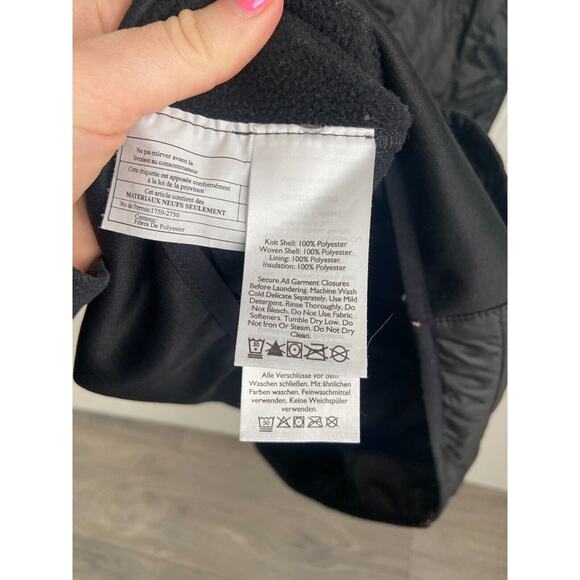 Ne pas enlever avant la
livraison au consommateur
Cette étiquette est apposée conformément
à la loi de la province
Cet article contient des
MATERIAUX NEUFS SEULEMENT
No de Permis:1750-2750
Contenu:
Fibres De Polyester
Knit Shell: 100% Polyester
Woven Shell: 100% Polyester
Lining: 100% Polyester
Insulation: 100% Polyester
Secure All Garment Closures
Before Laundering. Machine Wash
Cold Delicate Separately. Use Mild
Detergent. Rinse Thoroughly. Do
Not Bleach. Do Not Use Fabric
Softeners. Tumble Dry Low. Do
Not Iron Or Steam. Do Not Dry
Clean.
30
Alle Verschlüsse vor dem
Waschen schließen. Mit ähnlichen
Farben waschen. Feinwaschmittel
verwenden. Keine Weichspüler
verwenden.
30